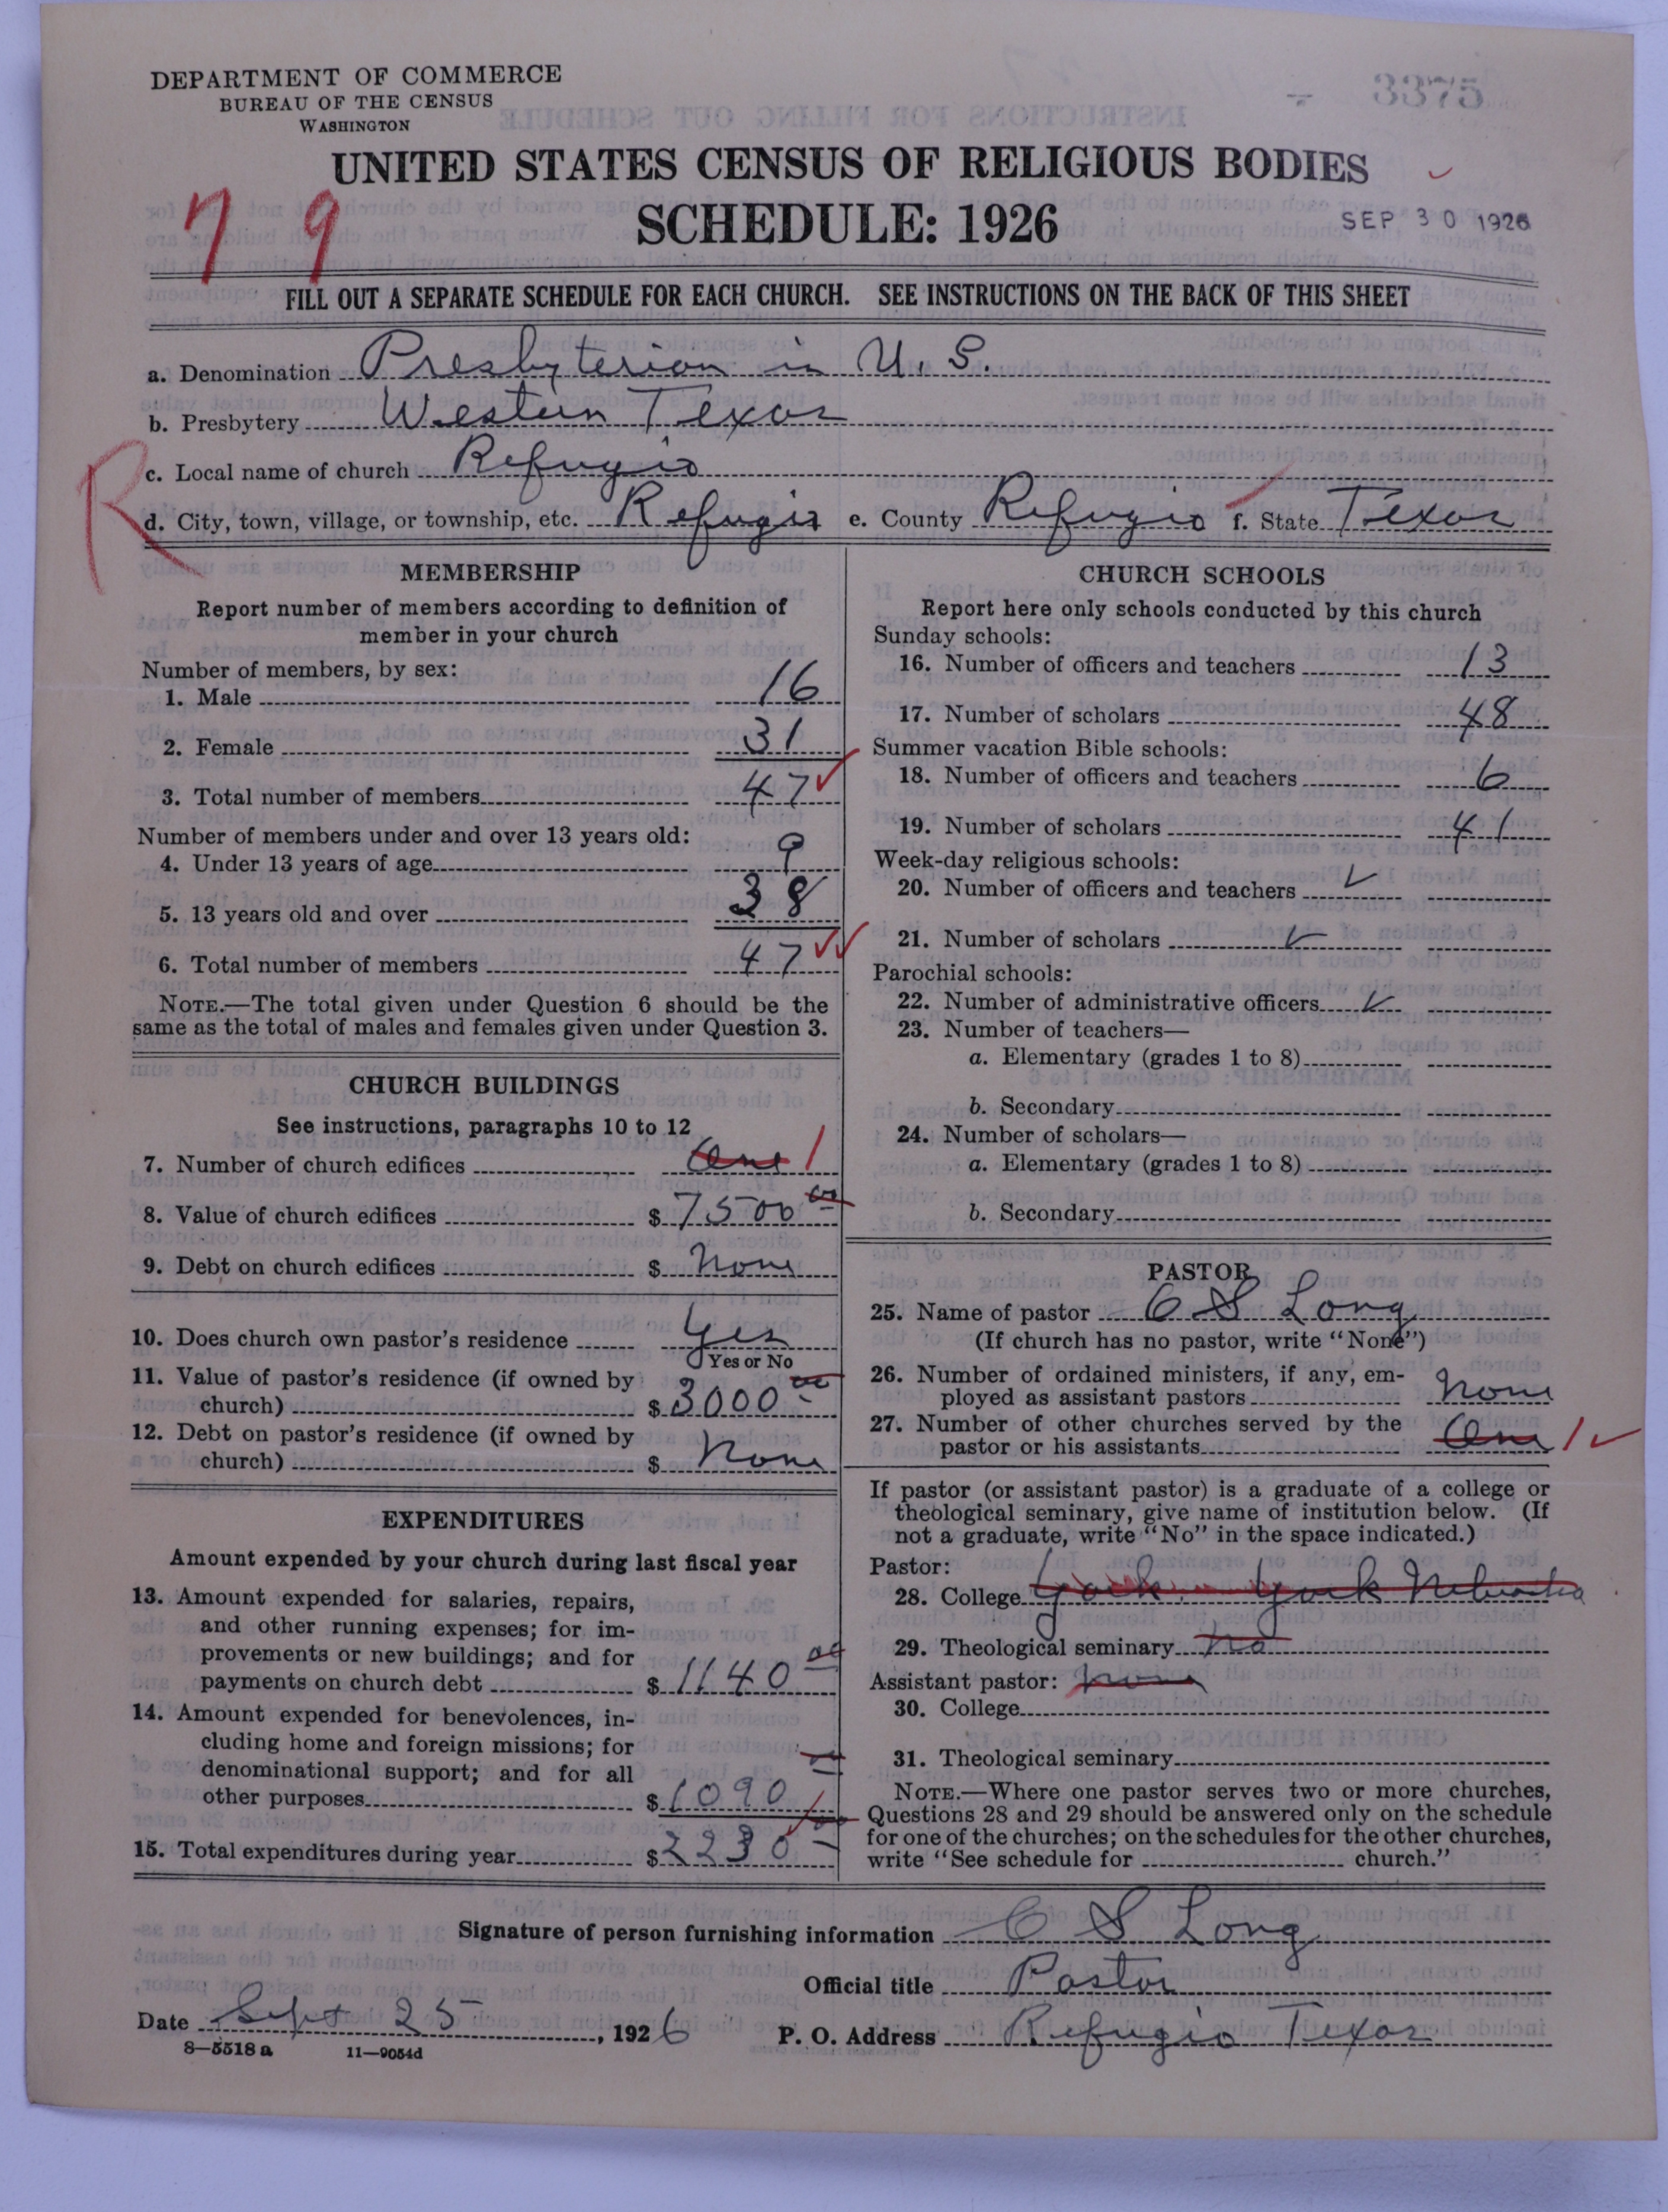 DEPARTMENT OF COMMERCE
BUREAU OF THE CENSUS
WASHINGTON
3375
UNITED STATES CENSUS OF RELIGIOUS BODIES
SCHEDULE: 1926
7 9
SEP 30 1926
FILL OUT A SEPARATE SCHEDULE FOR EACH CHURCH. SEE INSTRUCTIONS ON THE BACK OF THIS SHEET
a. Denomination Presbyterian in U. S.
b. Presbytery Western Texas
R
c. Local name of church Refugio
d. City, town, village, or township, etc. Refugio e. County Refugio f. State Texas
MEMBERSHIP
Report number of members according to definition of
member in your church
Number of members, by sex:
1. Male 16
2. Female 31
3. Total number of members 47
Number of members under and over 13 years old:
4. Under 13 years of age 9
5. 13 years old and over 38
6. Total number of members 47
NOTE.—The total given under Question 6 should be the
same as the total of males and females given under Question 3.
CHURCH BUILDINGS
See instructions, paragraphs 10 to 12
7. Number of church edifices One 1
8. Value of church edifices $ 7500 00
9. Debt on church edifices $ None
10. Does church own pastor's residence Yes
Yes or No
11. Value of pastor's residence (if owned by
church) $ 3000 00
12. Debt on pastor's residence (if owned by
church) $ None
EXPENDITURES
Amount expended by your church during last fiscal year
13. Amount expended for salaries, repairs,
and other running expenses; for im-
provements or new buildings; and for
payments on church debt $ 1140 00
14. Amount expended for benevolences, in-
cluding home and foreign missions; for
denominational support; and for all
other purposes $ 1090
15. Total expenditures during year $ 2230
CHURCH SCHOOLS
Report here only schools conducted by this church
Sunday schools:
16. Number of officers and teachers 13
17. Number of scholars 48
Summer vacation Bible schools:
18. Number of officers and teachers 6
19. Number of scholars 41
Week-day religious schools:
20. Number of officers and teachers
21. Number of scholars
Parochial schools:
22. Number of administrative officers
23. Number of teachers—
a. Elementary (grades 1 to 8)
b. Secondary
24. Number of scholars—
a. Elementary (grades 1 to 8)
b. Secondary
PASTOR
25. Name of pastor C S Long
(If church has no pastor, write "None")
26. Number of ordained ministers, if any, em-
ployed as assistant pastors None
27. Number of other churches served by the
pastor or his assistants One 1
If pastor (or assistant pastor) is a graduate of a college or
theological seminary, give name of institution below. (If
not a graduate, write "No" in the space indicated.)
Pastor:
28. College York York Nebraska
29. Theological seminary No
Assistant pastor: None
30. College
31. Theological seminary
NOTE.—Where one pastor serves two or more churches,
Questions 28 and 29 should be answered only on the schedule
for one of the churches; on the schedules for the other churches,
write "See schedule for church."
Signature of person furnishing information C S Long
Official title Pastor
Date Sept 25, 1926 P. O. Address Refugio Texas
8—5518a 11—9054d